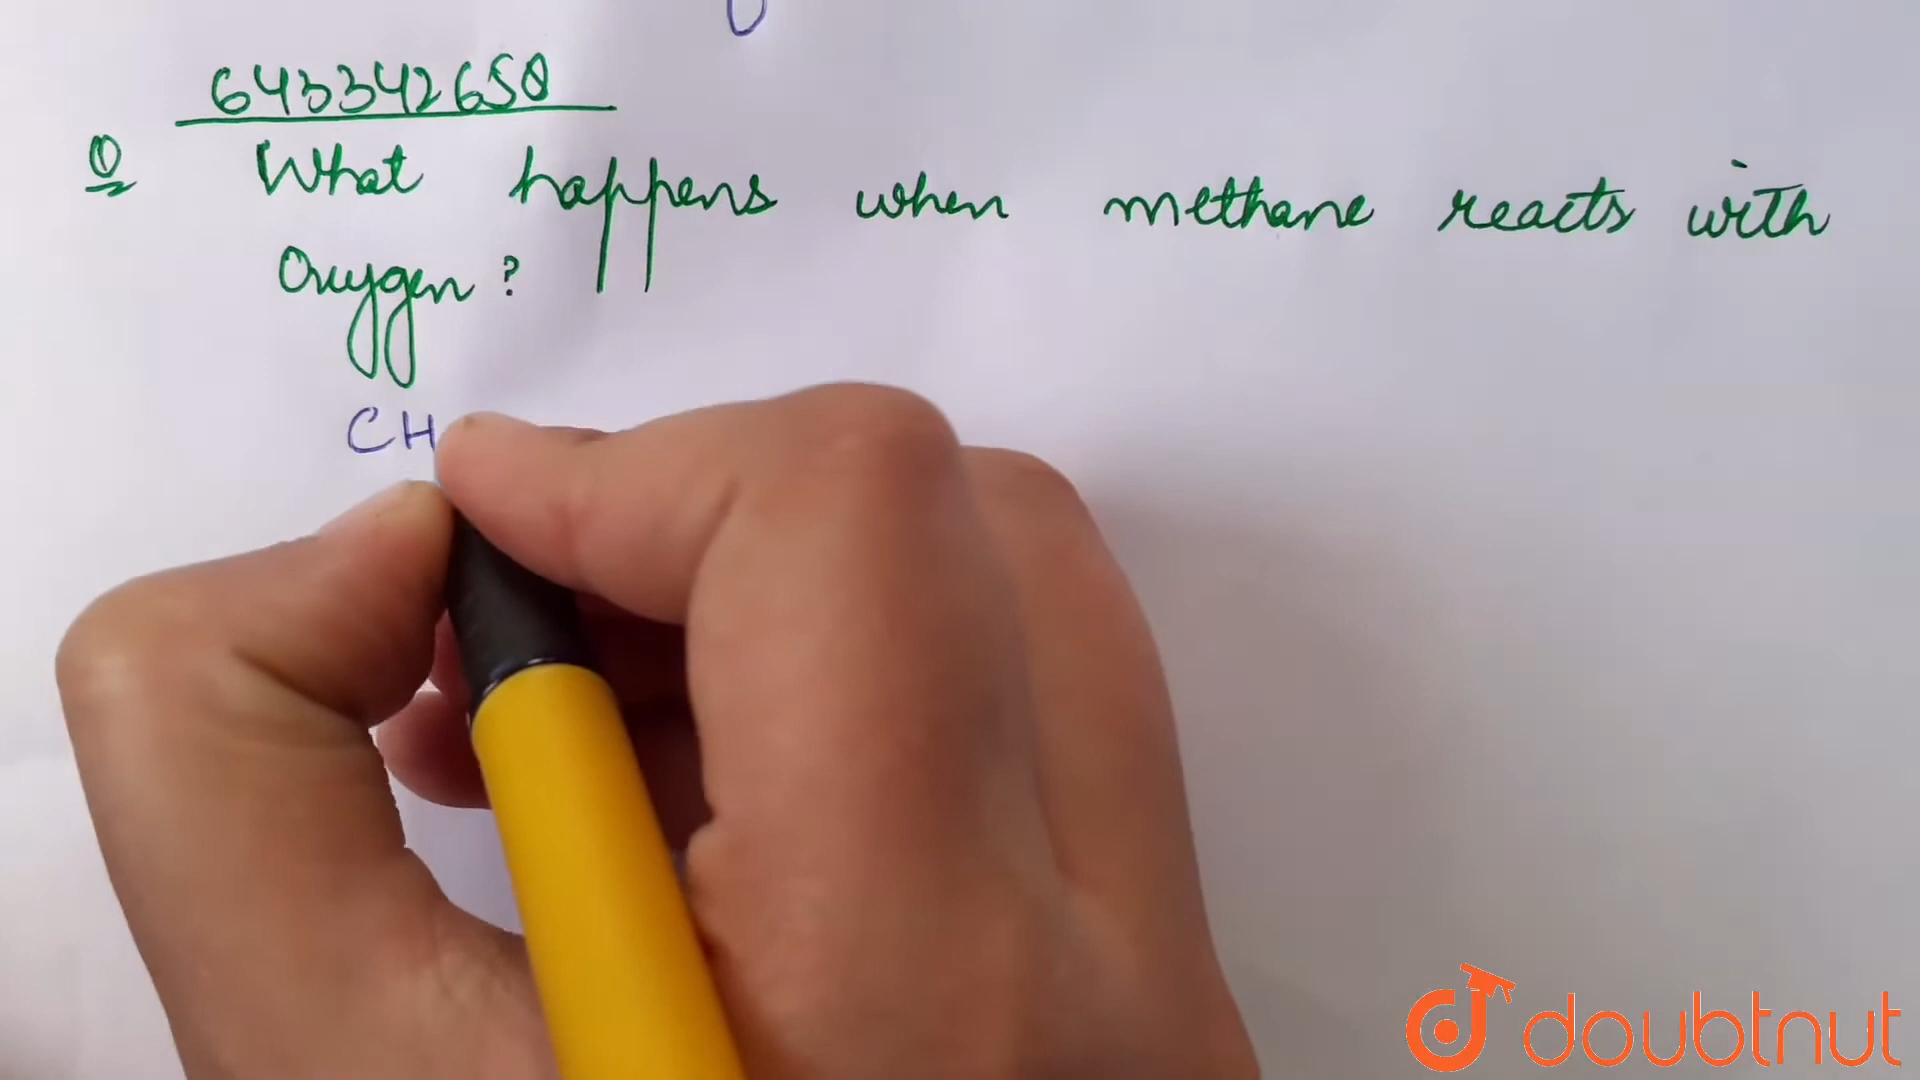 643342650
Q What happens when methane reacts with
Oxygen?
CH
doubtnut